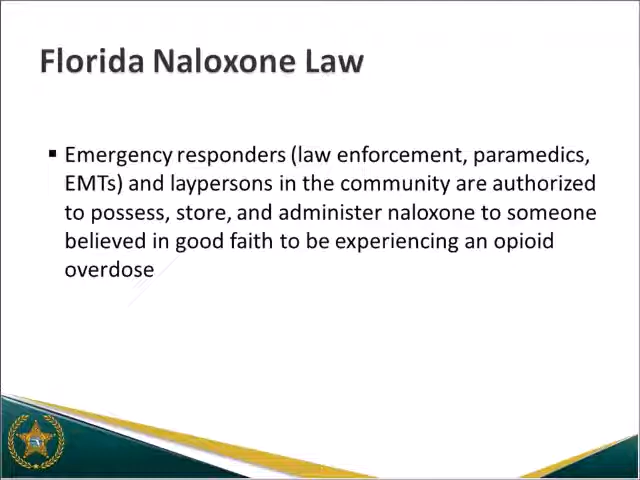 Florida Naloxone Law
▪ Emergency responders (law enforcement, paramedics,
EMTs) and laypersons in the community are authorized
to possess, store, and administer naloxone to someone
believed in good faith to be experiencing an opioid
overdose